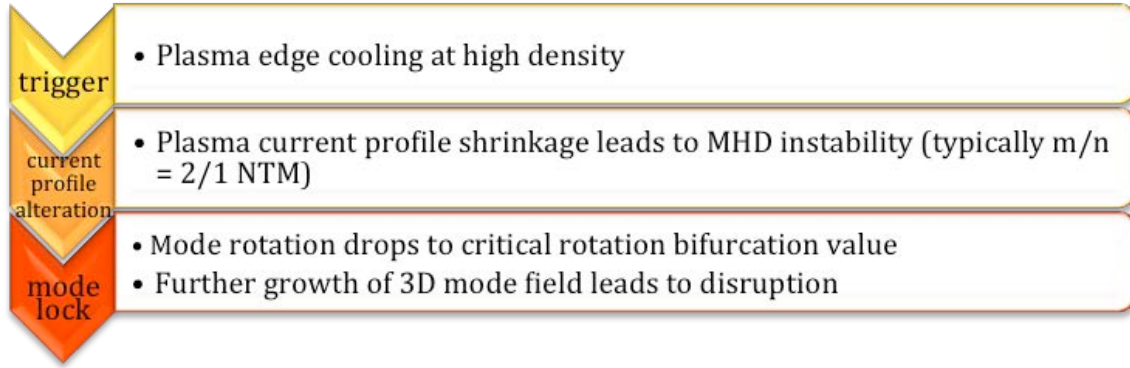 trigger
• Plasma edge cooling at high density
current
profile
alteration
• Plasma current profile shrinkage leads to MHD instability (typically m/n
= 2/1 NTM)
mode
lock
• Mode rotation drops to critical rotation bifurcation value
• Further growth of 3D mode field leads to disruption